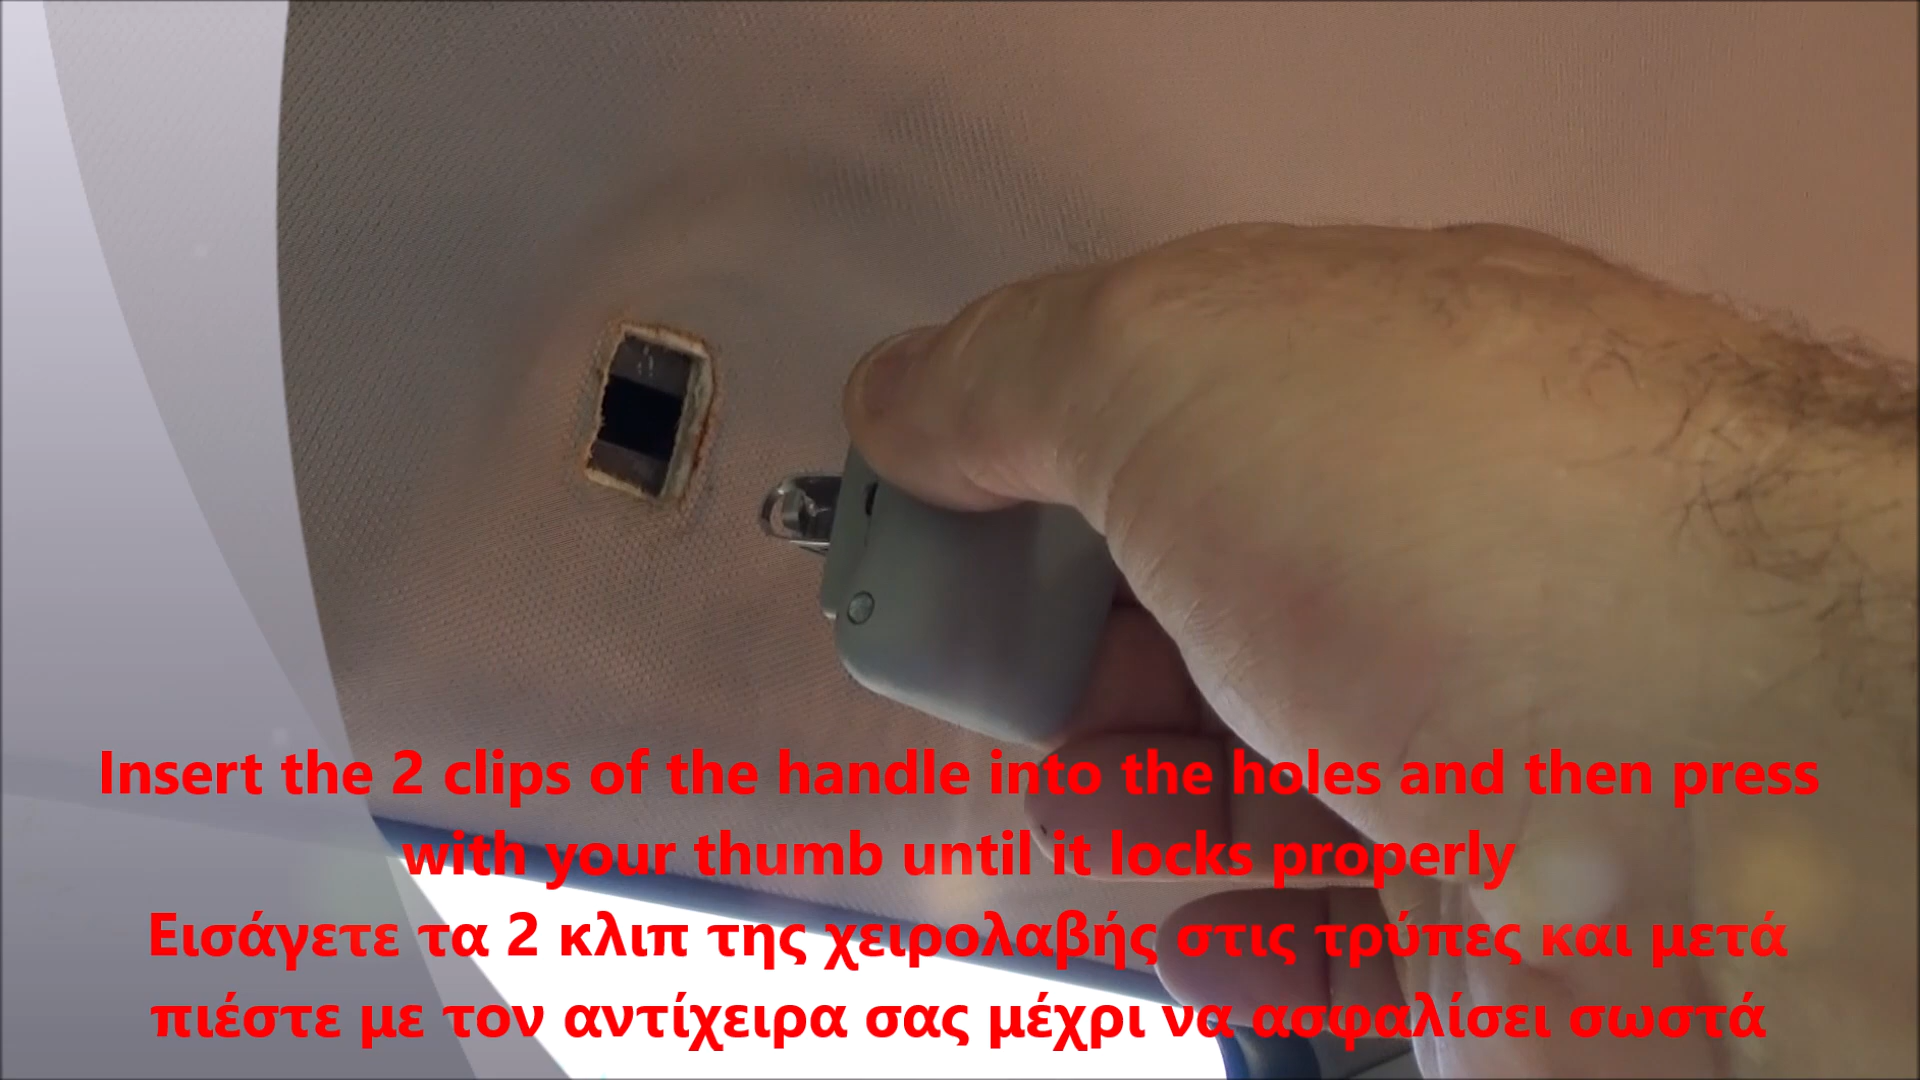 Insert the 2 clips of the handle into the holes and then press
with your thumb until it locks properly
Εισάγετε τα 2 κλιπ της χειρολαβής στις τρύπες και μετά
πιέστε με τον αντίχειρα σας μέχρι να ασφαλίσει σωστά